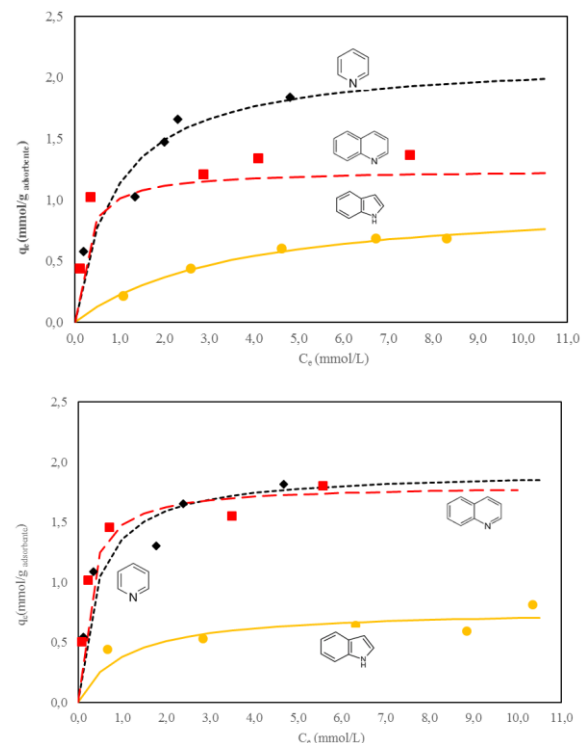 2,5
2,0
1,5
1,0
0,5
0,0
qe (mmol/g adsorbente)
N
N
N
H
0,0 1,0 2,0 3,0 4,0 5,0 6,0 7,0 8,0 9,0 10,0 11,0
Ce (mmol/L)
2,5
2,0
1,5
1,0
0,5
0,0
qe(mmol/g adsorbente)
N
N
N
H
0,0 1,0 2,0 3,0 4,0 5,0 6,0 7,0 8,0 9,0 10,0 11,0
Ce (mmol/L)